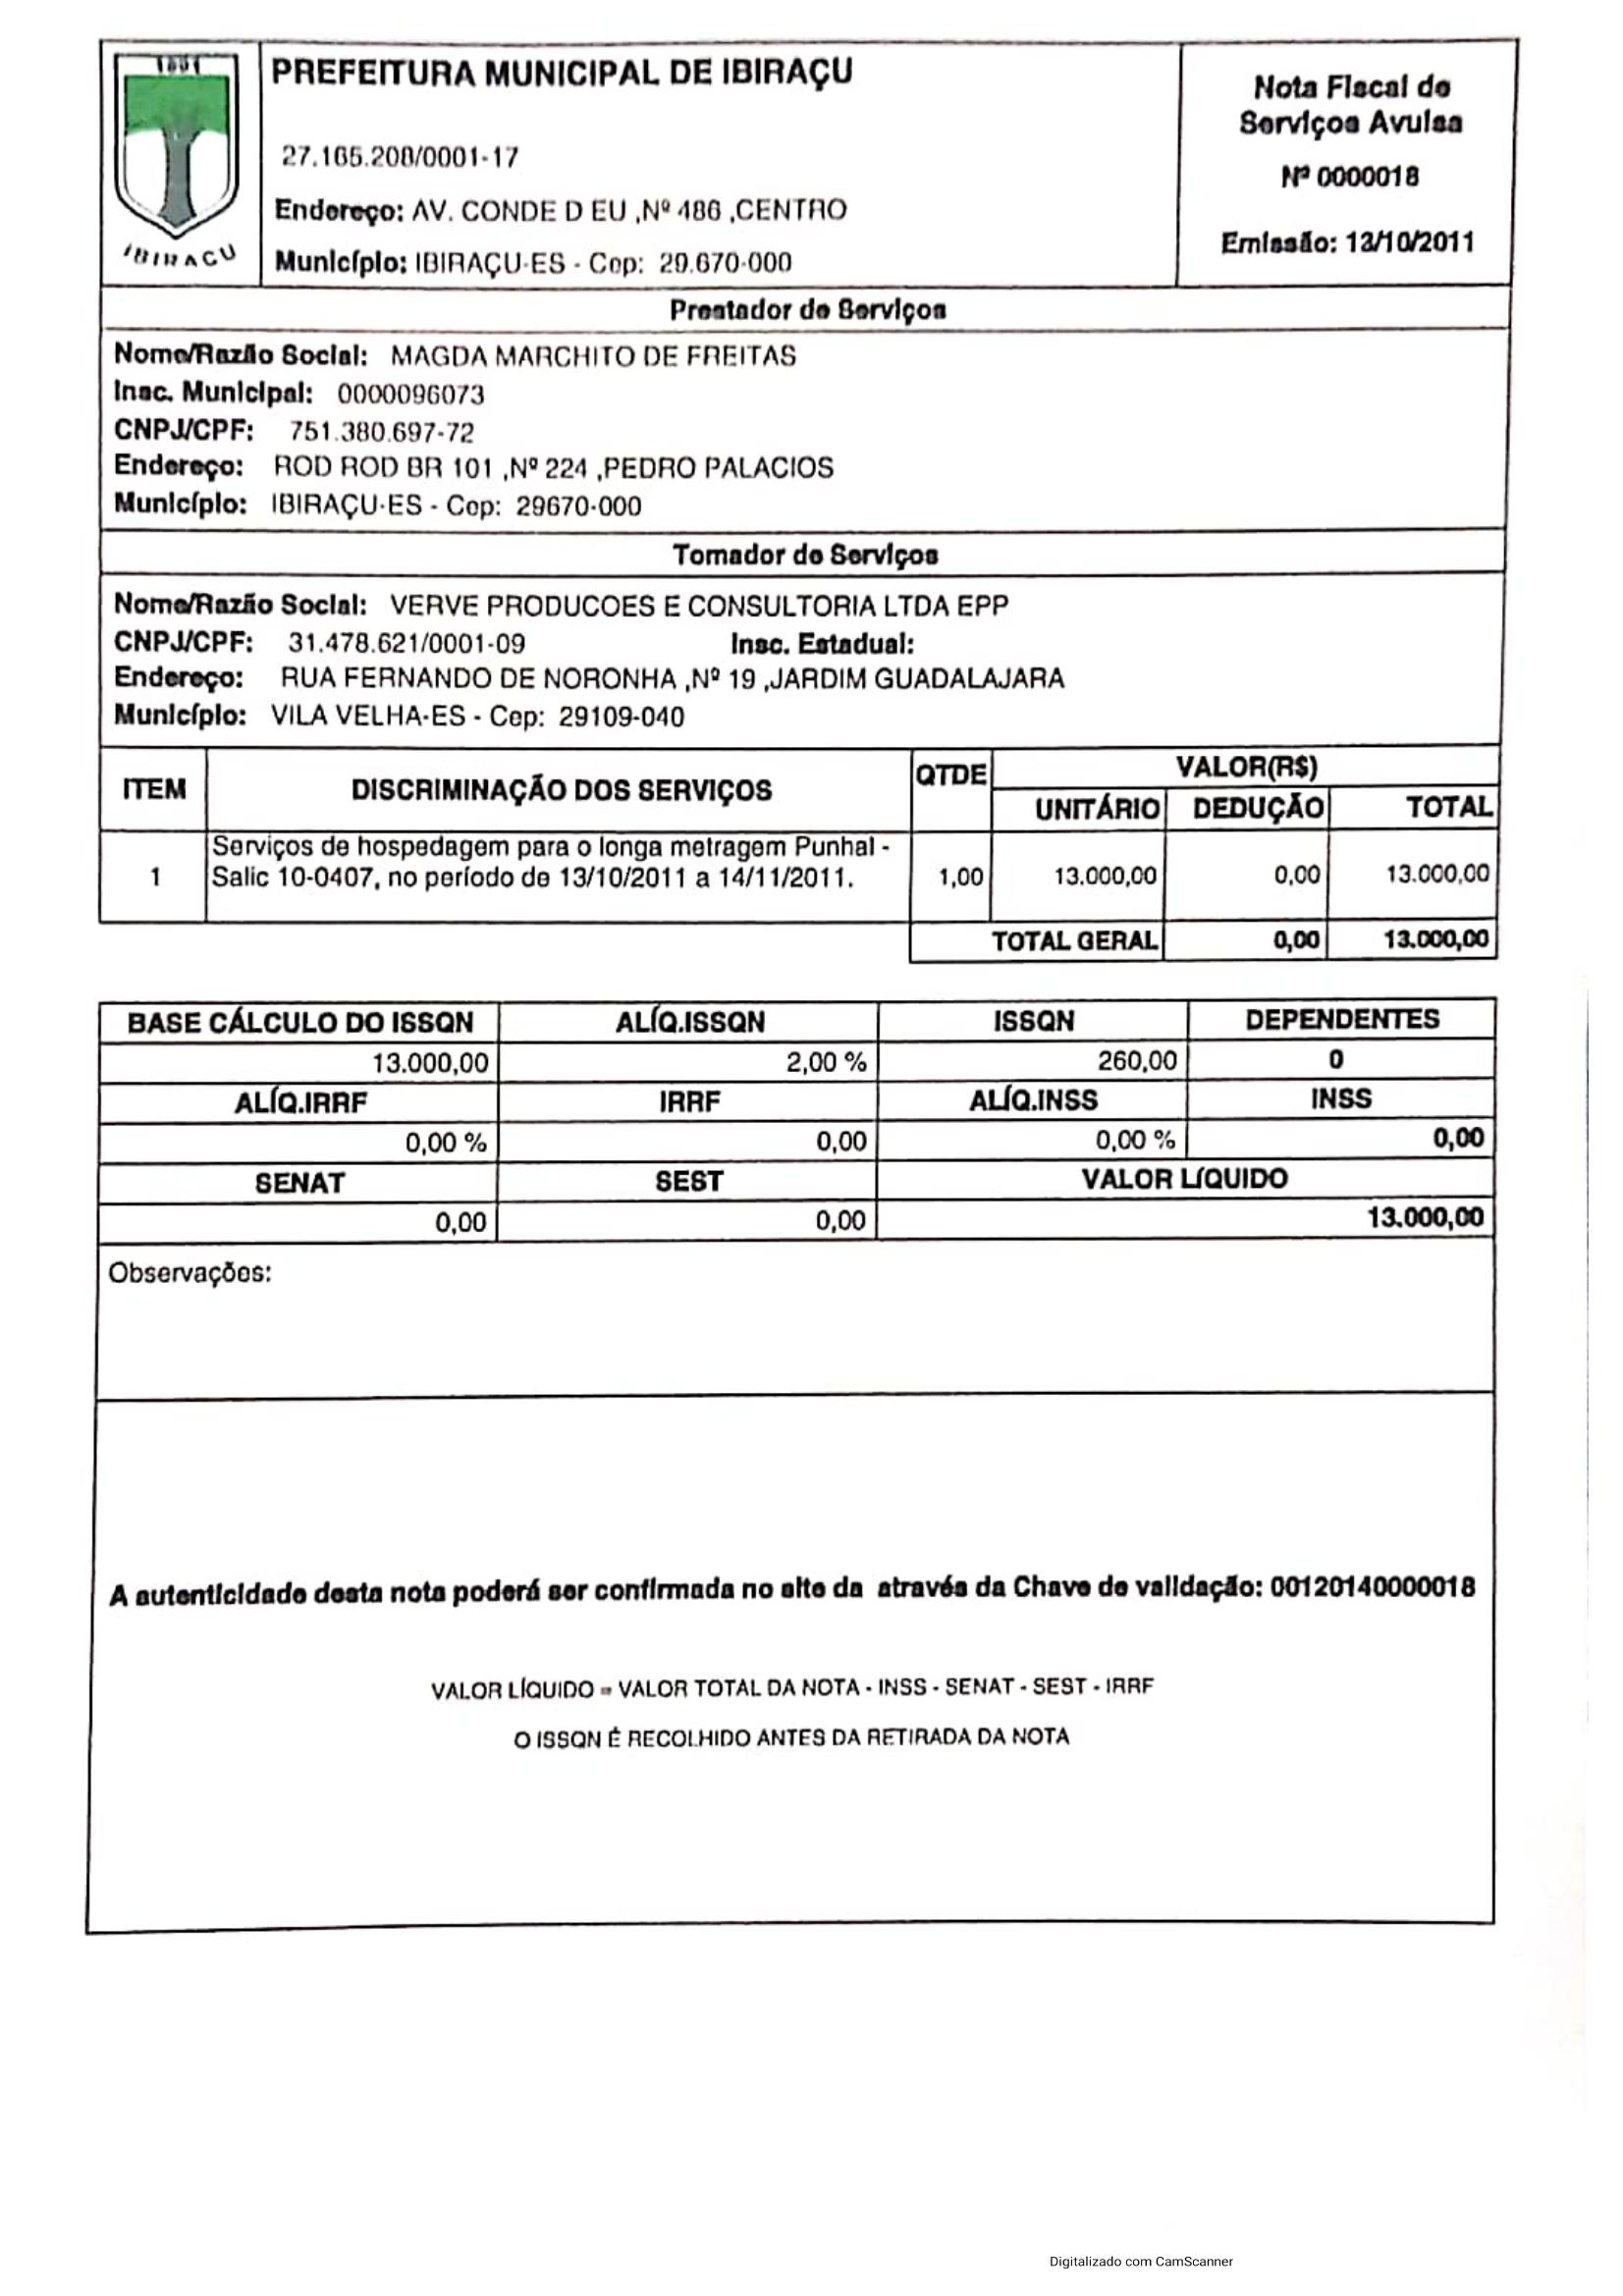 1891
IBIRAÇU
PREFEITURA MUNICIPAL DE IBIRAÇU
27.165.208/0001-17
Endereço: AV. CONDE D EU ,Nº 486 ,CENTRO
Município: IBIRAÇU-ES - Cep: 29.670-000
Nota Fiscal de
Serviços Avulsa
Nº 0000018
Emissão: 13/10/2011
Prestador de Serviços
Nome/Razão Social: MAGDA MARCHITO DE FREITAS
Insc. Municipal: 0000096073
CNPJ/CPF: 751.380.697-72
Endereço: ROD ROD BR 101 ,Nº 224 ,PEDRO PALACIOS
Município: IBIRAÇU-ES - Cep: 29670-000
Tomador de Serviços
Nome/Razão Social: VERVE PRODUCOES E CONSULTORIA LTDA EPP
CNPJ/CPF: 31.478.621/0001-09 Insc. Estadual:
Endereço: RUA FERNANDO DE NORONHA ,Nº 19 ,JARDIM GUADALAJARA
Município: VILA VELHA-ES - Cep: 29109-040
ITEM DISCRIMINAÇÃO DOS SERVIÇOS QTDE VALOR(R$)
UNITÁRIO DEDUÇÃO TOTAL
Serviços de hospedagem para o longa metragem Punhal -
1 Salic 10-0407, no período de 13/10/2011 a 14/11/2011. 1,00 13.000,00 0,00 13.000,00
TOTAL GERAL 0,00 13.000,00
BASE CÁLCULO DO ISSQN ALÍQ.ISSQN ISSQN DEPENDENTES
13.000,00 2,00 % 260,00 0
ALÍQ.IRRF IRRF ALÍQ.INSS INSS
0,00 % 0,00 0,00 % 0,00
SENAT SEST VALOR LÍQUIDO
0,00 0,00 13.000,00
Observações:
A autenticidade desta nota poderá ser confirmada no site da através da Chave de validação: 00120140000018
VALOR LÍQUIDO = VALOR TOTAL DA NOTA - INSS - SENAT - SEST - IRRF
O ISSQN É RECOLHIDO ANTES DA RETIRADA DA NOTA
Digitalizado com CamScanner